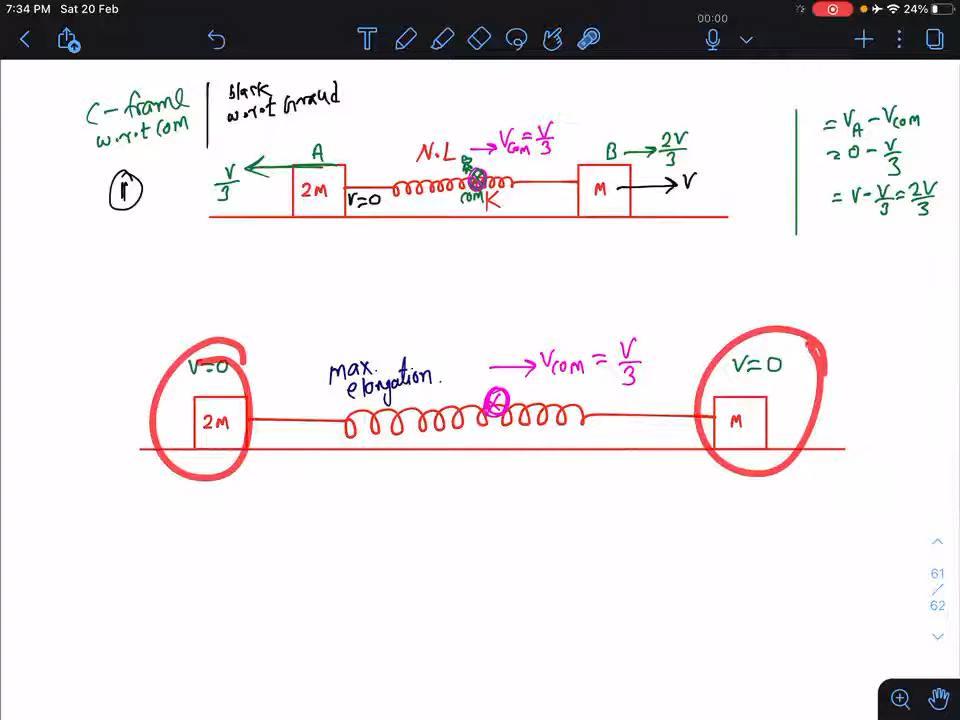 7:34 PM Sat 20 Feb
24%
00:00
C-frame
w.r.t com
black
w.r.t Ground
= VA - VCOM
= 0 - V/3
= V - V/3 = 2V/3
V/3
A
N.L
VCOM = V/3
B
2V/3
2M
V=0
COM
K
M
V
V=0
max.
elongation.
VCOM = V/3
V=0
2M
M
61
/
62